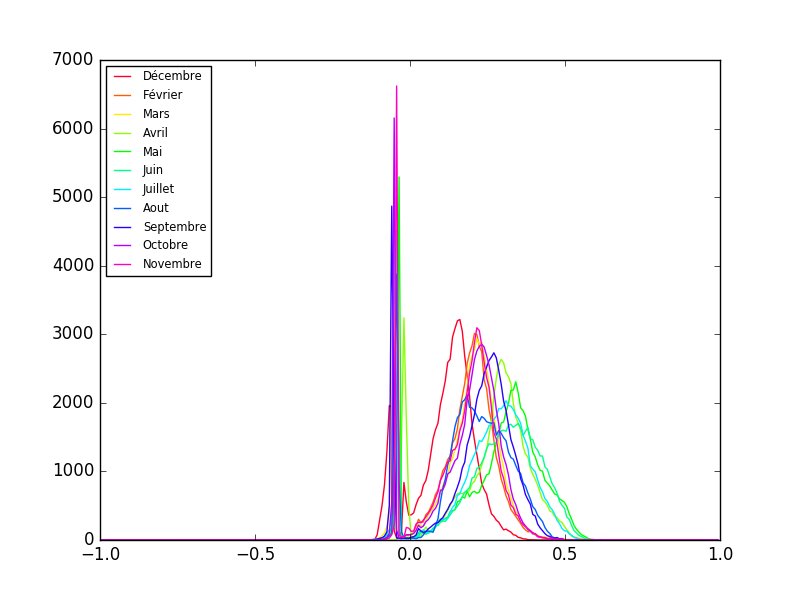 7000
6000
5000
4000
3000
2000
1000
0
Décembre
Février
Mars
Avril
Mai
Juin
Juillet
Aout
Septembre
Octobre
Novembre
−1.0
−0.5
0.0
0.5
1.0